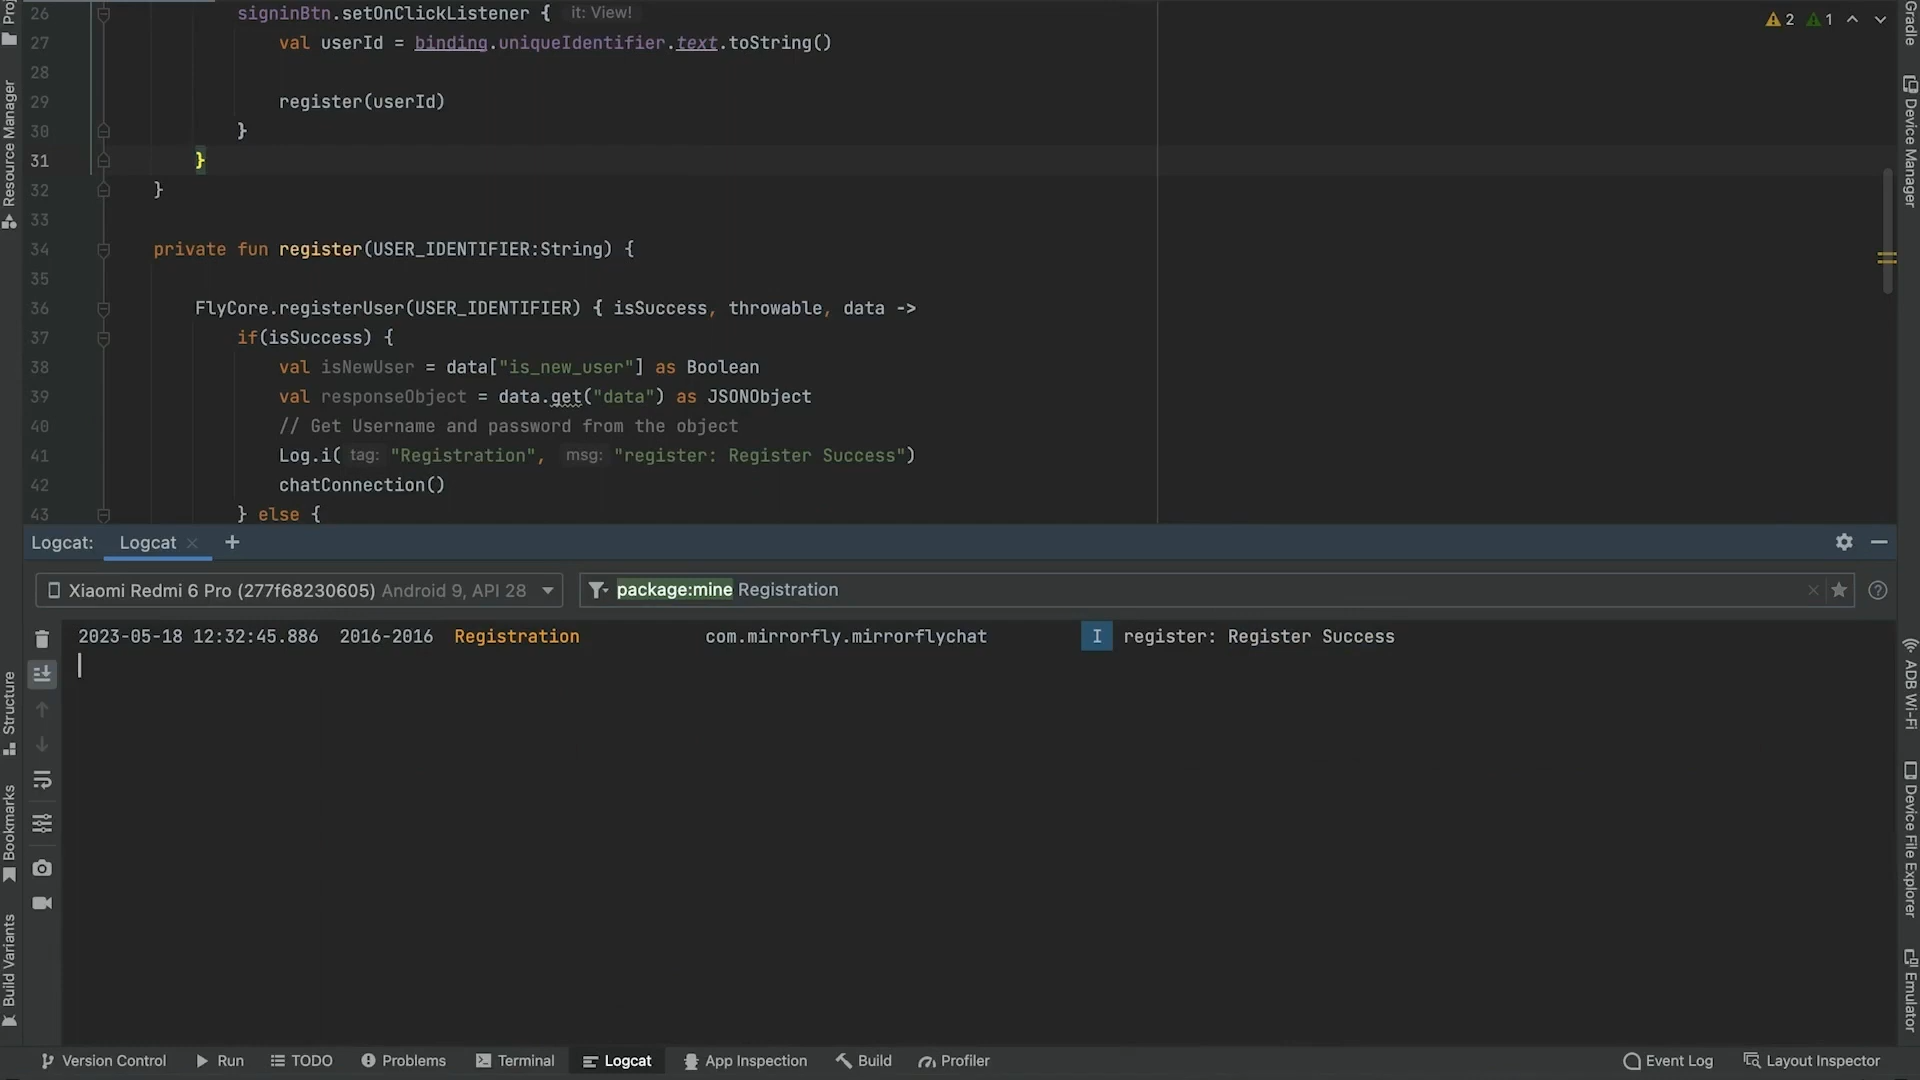 26 signinBtn.setOnClickListener { it: View!
27 val userId = binding.uniqueIdentifier.text.toString()
28
29 register(userId)
30 }
31 }
32 }
33
34 private fun register(USER_IDENTIFIER:String) {
35
36 FlyCore.registerUser(USER_IDENTIFIER) { isSuccess, throwable, data ->
37 if(isSuccess) {
38 val isNewUser = data["is_new_user"] as Boolean
39 val responseObject = data.get("data") as JSONObject
40 // Get Username and password from the object
41 Log.i( tag: "Registration", msg: "register: Register Success")
42 chatConnection()
43 } else {
2 1
Resource Manager
Structure
Bookmarks
Build Variants
Gradle
Device Manager
ADB Wi-Fi
Device File Explorer
Emulator
Logcat: Logcat × +
Xiaomi Redmi 6 Pro (277f68230605) Android 9, API 28
package:mine Registration
2023-05-18 12:32:45.886 2016-2016 Registration com.mirrorfly.mirrorflychat I register: Register Success
Version Control Run TODO Problems Terminal Logcat App Inspection Build Profiler Event Log Layout Inspector